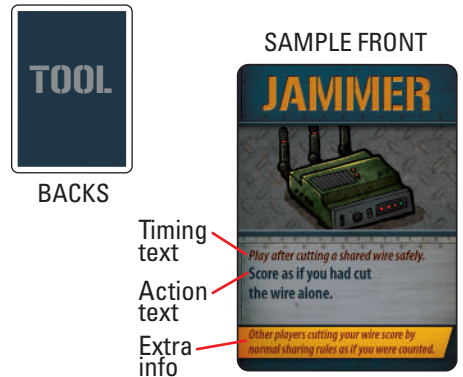 TOOL
BACKS
SAMPLE FRONT
JAMMER
Timing
text
Play after cutting a shared wire safely.
Action
text
Score as if you had cut
the wire alone.
Extra
info
Other players cutting your wire score by
normal sharing rules as if you were counted.